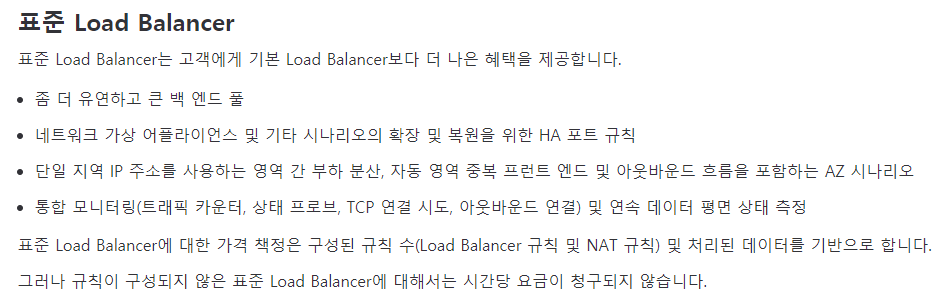 표준 Load Balancer
표준 Load Balancer는 고객에게 기본 Load Balancer보다 더 나은 혜택을 제공합니다.
• 좀 더 유연하고 큰 백 엔드 풀
• 네트워크 가상 어플라이언스 및 기타 시나리오의 확장 및 복원을 위한 HA 포트 규칙
• 단일 지역 IP 주소를 사용하는 영역 간 부하 분산, 자동 영역 중복 프런트 엔드 및 아웃바운드 흐름을 포함하는 AZ 시나리오
• 통합 모니터링(트래픽 카운터, 상태 프로브, TCP 연결 시도, 아웃바운드 연결) 및 연속 데이터 평면 상태 측정
표준 Load Balancer에 대한 가격 책정은 구성된 규칙 수(Load Balancer 규칙 및 NAT 규칙) 및 처리된 데이터를 기반으로 합니다.
그러나 규칙이 구성되지 않은 표준 Load Balancer에 대해서는 시간당 요금이 청구되지 않습니다.